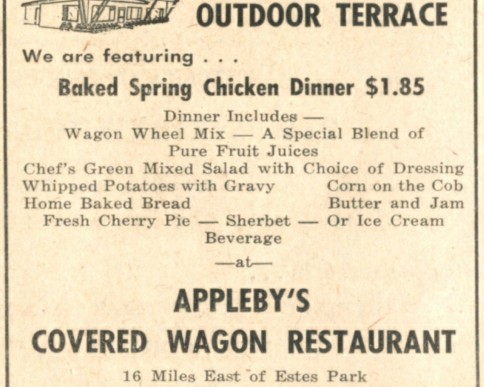 OUTDOOR TERRACE
We are featuring . . .
Baked Spring Chicken Dinner $1.85
Dinner Includes —
Wagon Wheel Mix — A Special Blend of
Pure Fruit Juices
Chef's Green Mixed Salad with Choice of Dressing
Whipped Potatoes with Gravy Corn on the Cob
Home Baked Bread Butter and Jam
Fresh Cherry Pie — Sherbet — Or Ice Cream
Beverage
—at—
APPLEBY'S
COVERED WAGON RESTAURANT
16 Miles East of Estes Park